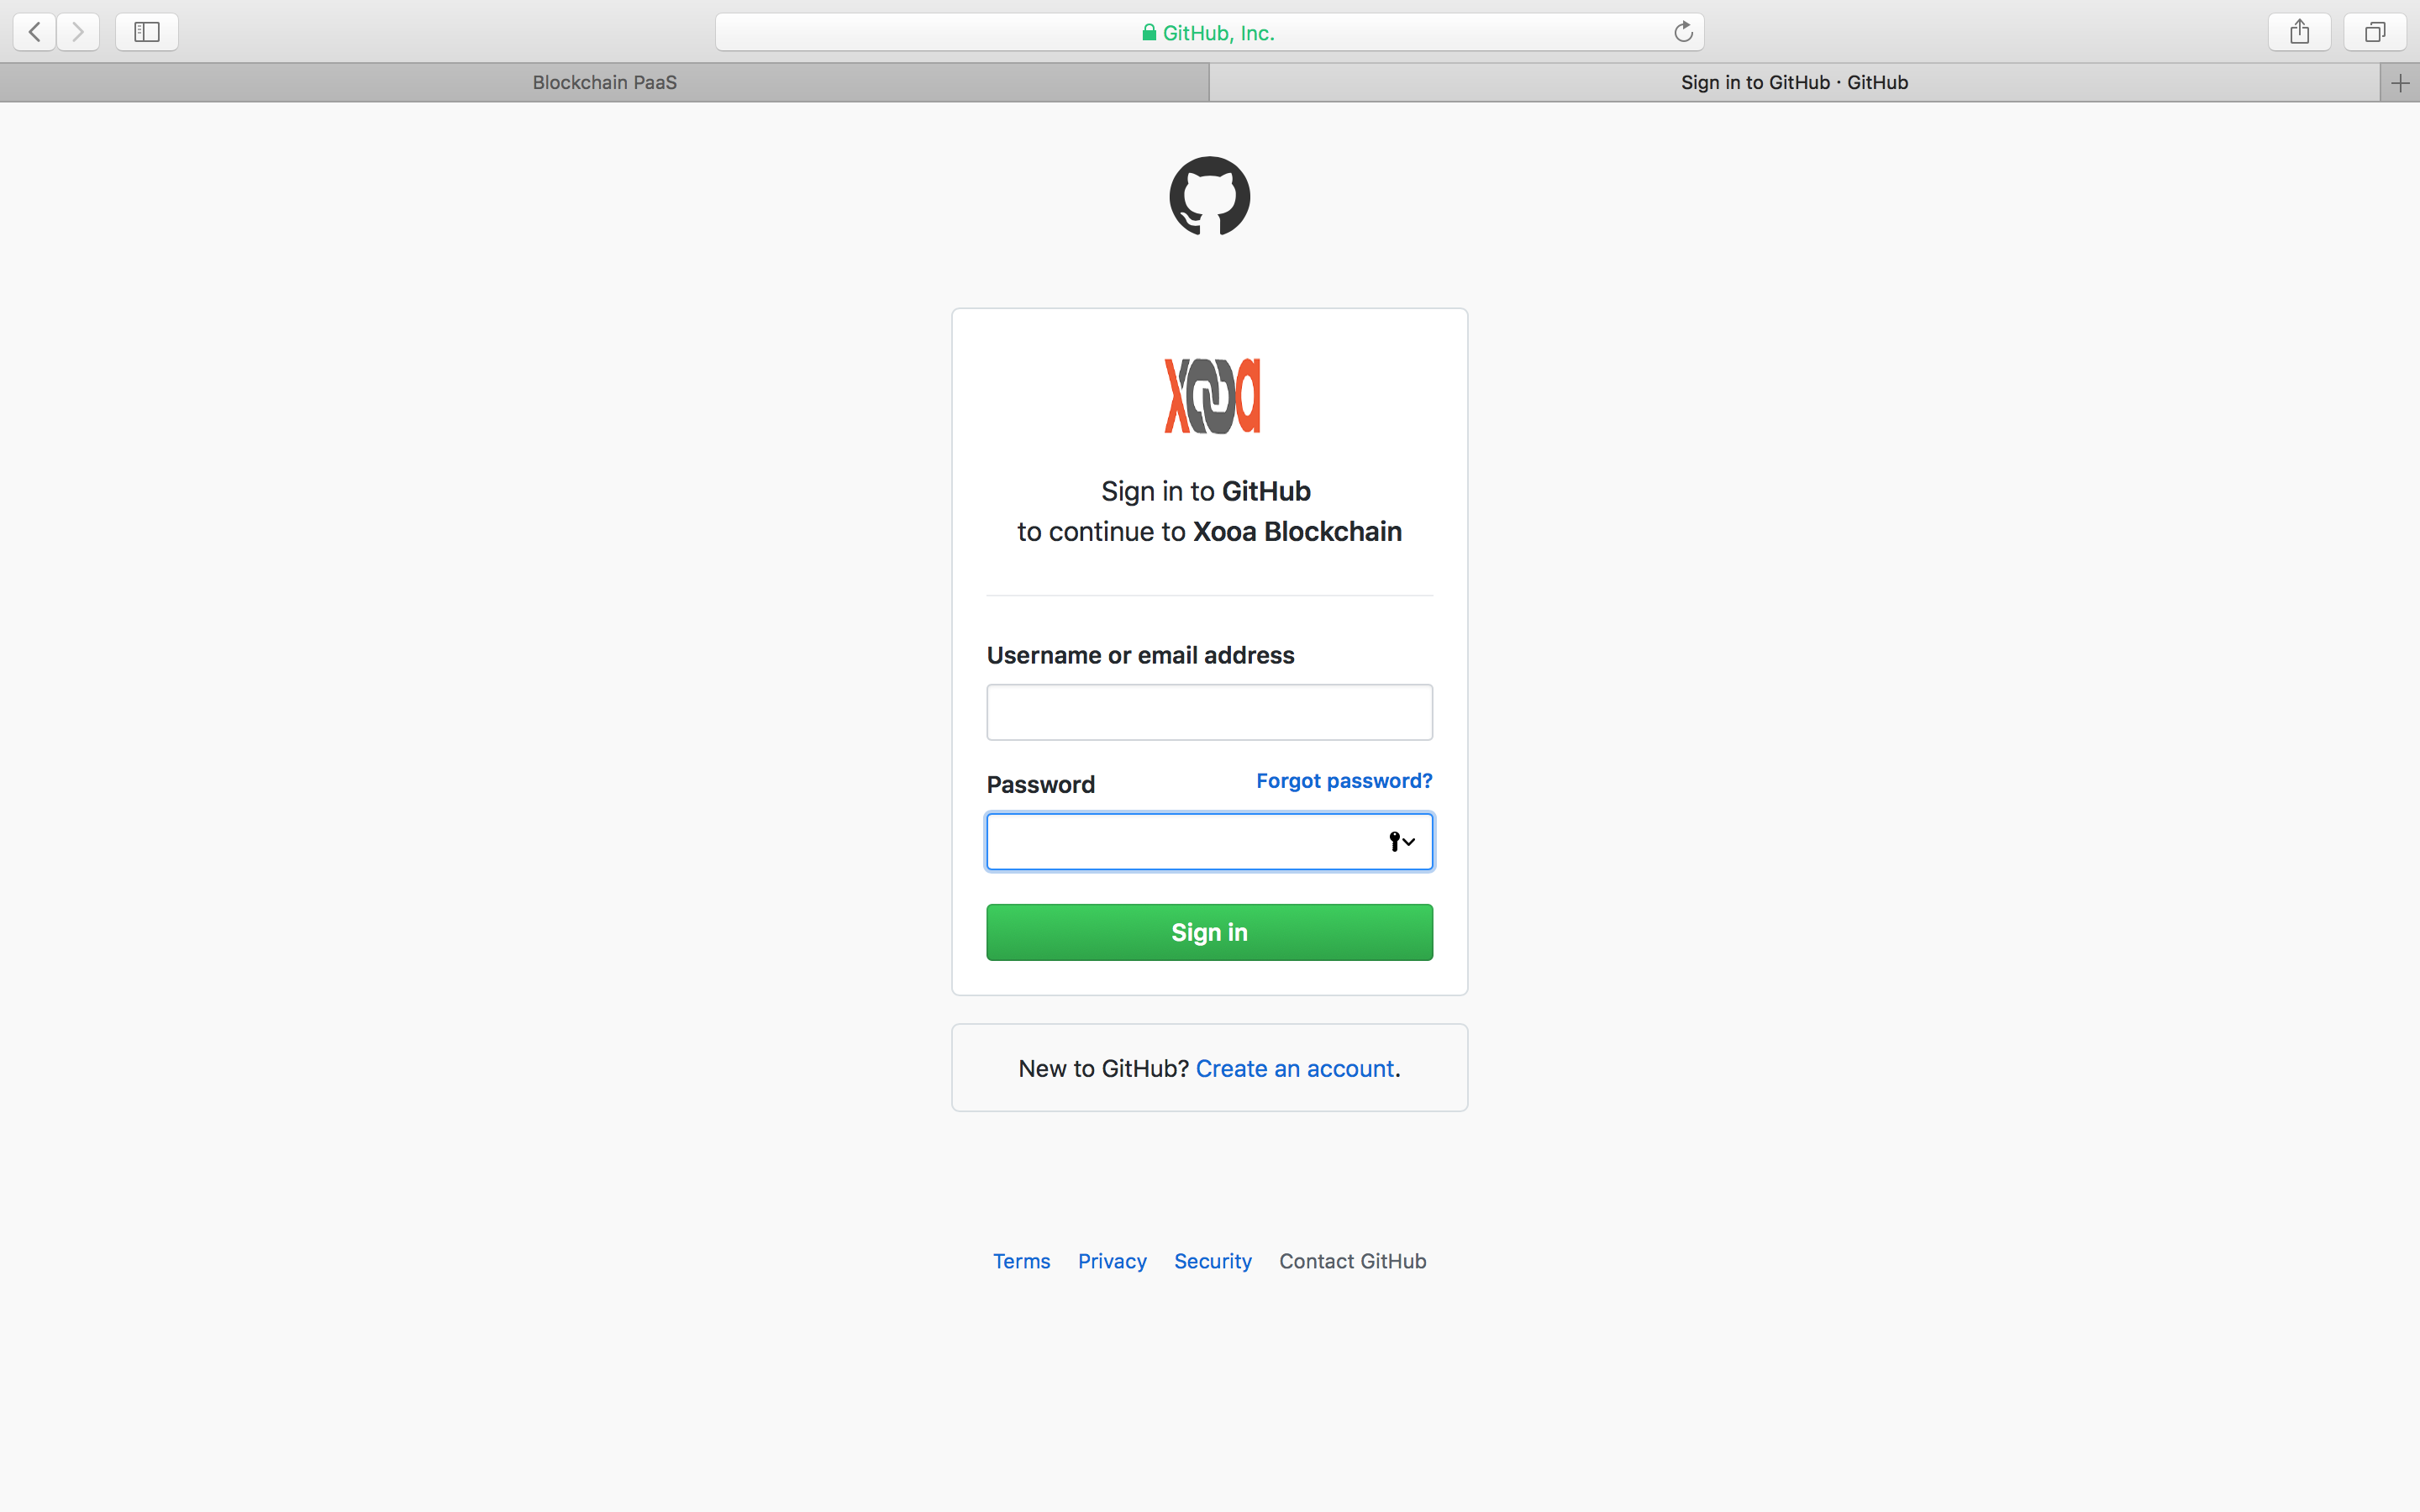 GitHub, Inc.
Blockchain PaaS
Sign in to GitHub · GitHub
xooa
Sign in to GitHub
to continue to Xooa Blockchain
Username or email address
Password
Forgot password?
Sign in
New to GitHub? Create an account.
Terms Privacy Security Contact GitHub